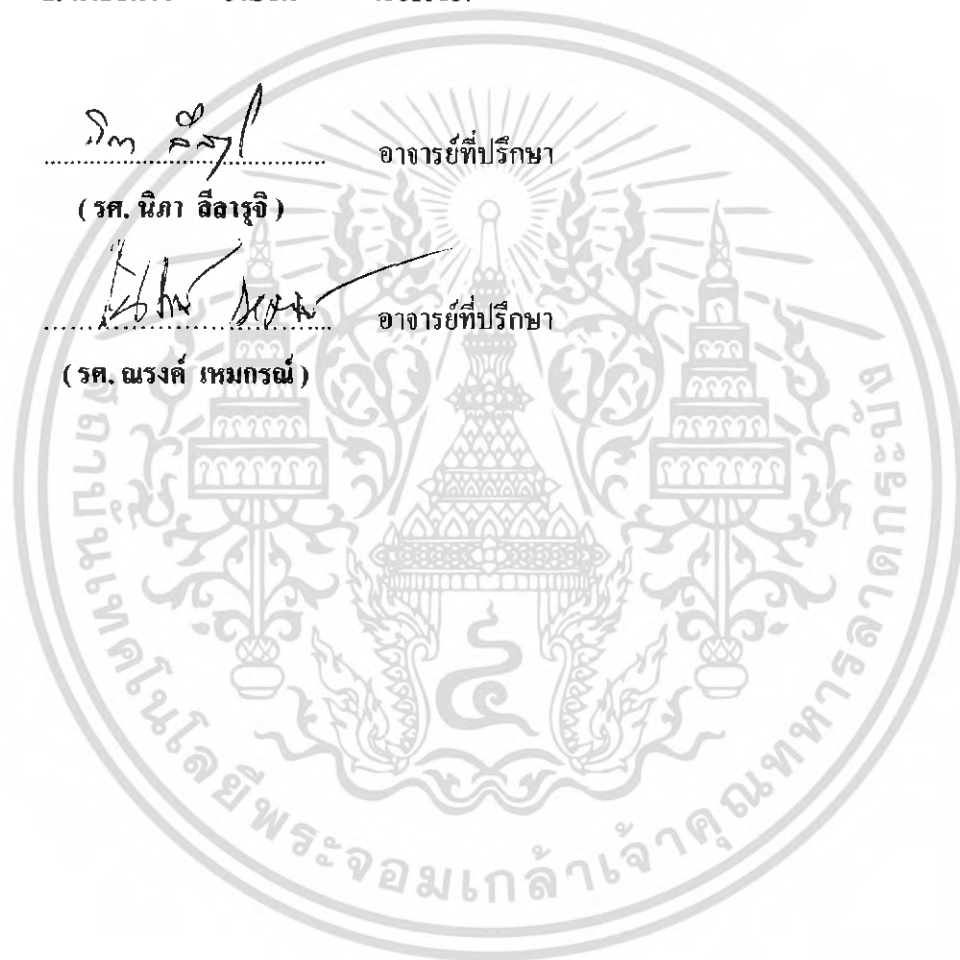 อาจารย์ที่ปรึกษา
( รศ. นิภา ลีลารุจิ )
อาจารย์ที่ปรึกษา
( รศ. ณรงค์ เหมกรณ์ )
สถาบันเทคโนโลยีพระจอมเกล้าเจ้าคุณทหารลาดกระบัง